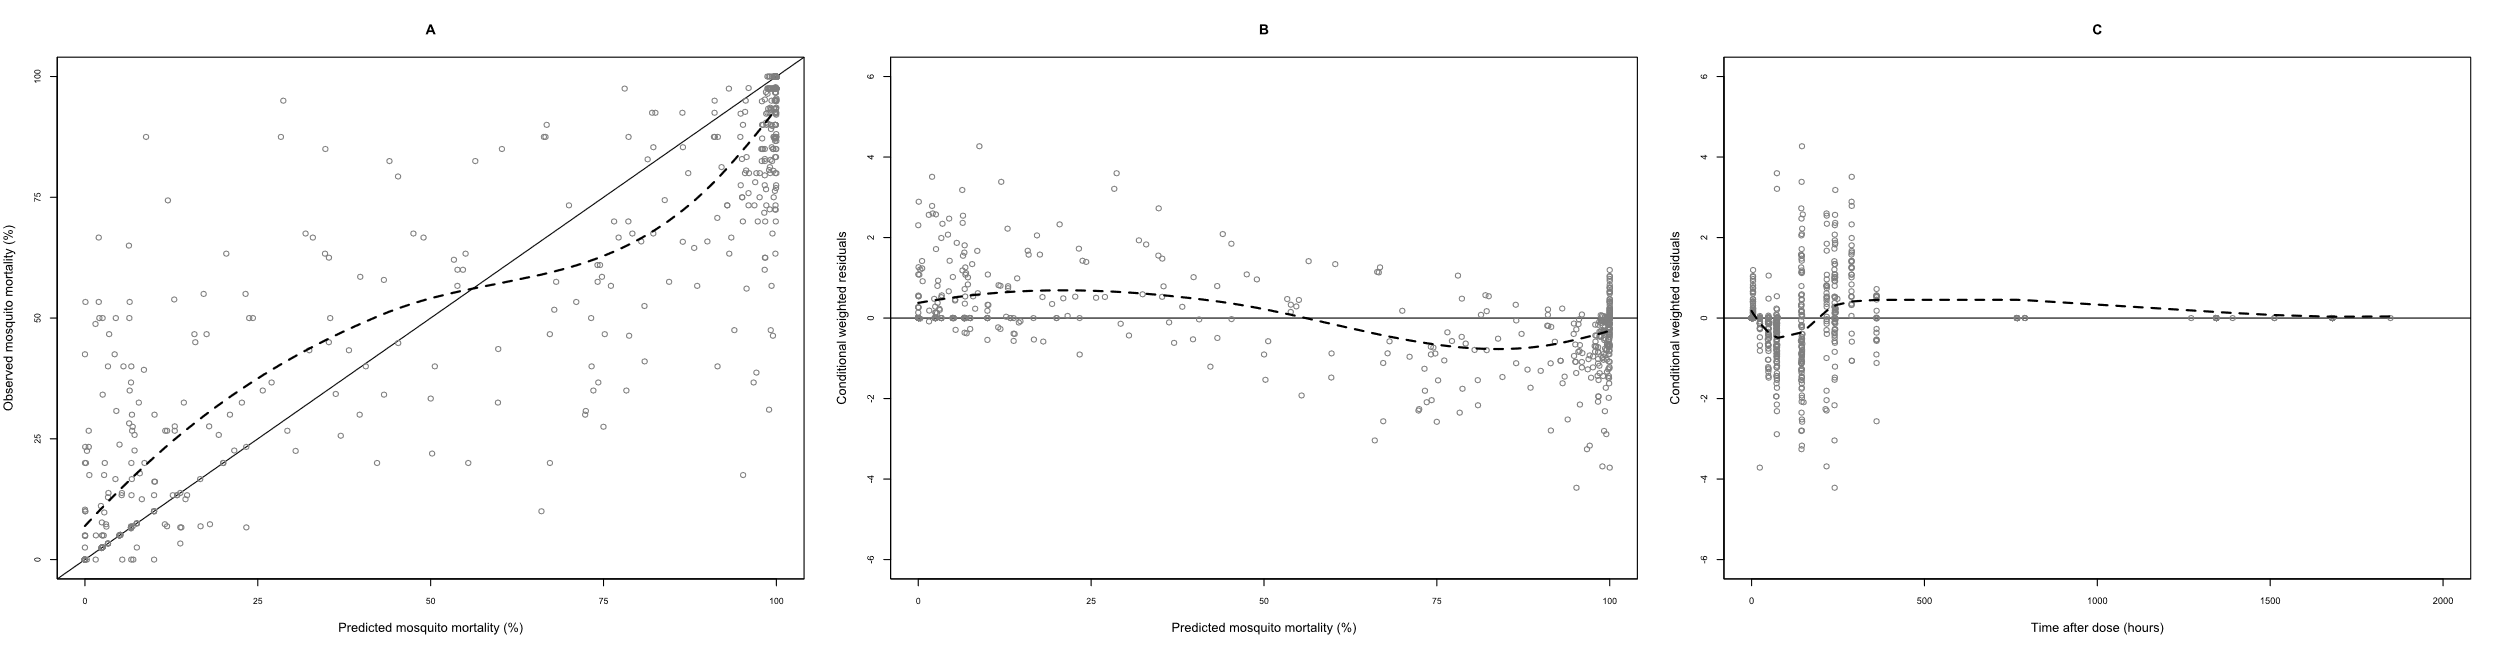 A
Observed mosquito mortality (%)
100
75
50
25
0
0 25 50 75 100
Predicted mosquito mortality (%)
B
Conditional weighted residuals
6
4
2
0
-2
-4
-6
0 25 50 75 100
Predicted mosquito mortality (%)
C
Conditional weighted residuals
6
4
2
0
-2
-4
-6
0 500 1000 1500 2000
Time after dose (hours)